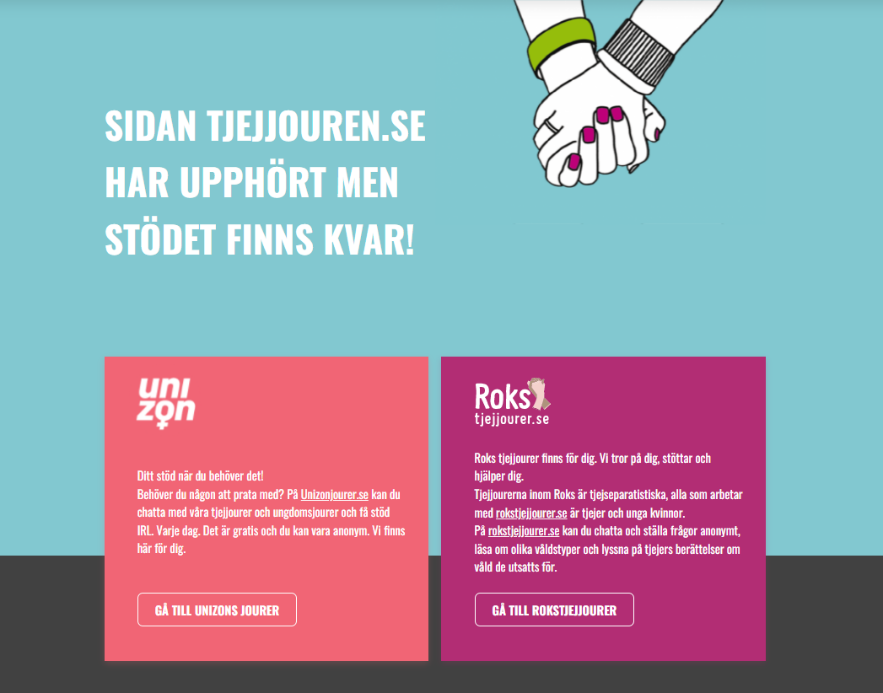 SIDAN TJEJJOUREN.SE
HAR UPPHÖRT MEN
STÖDET FINNS KVAR!
uni
zon
Ditt stöd när du behöver det!
Behöver du någon att prata med? På Unizonjourer.se kan du
chatta med våra tjejjourer och ungdomsjourer och få stöd
IRL. Varje dag. Det är gratis och du kan vara anonym. Vi finns
här för dig.
GÅ TILL UNIZONS JOURER
Roks
tjejjourer.se
Roks tjejjourer finns för dig. Vi tror på dig, stöttar och
hjälper dig.
Tjejjourerna inom Roks är tjejseparatistiska, alla som arbetar
med rokstjejjourer.se är tjejer och unga kvinnor.
På rokstjejjourer.se kan du chatta och ställa frågor anonymt,
läsa om olika våldstyper och lyssna på tjejers berättelser om
våld de utsatts för.
GÅ TILL ROKSTJEJJOURER